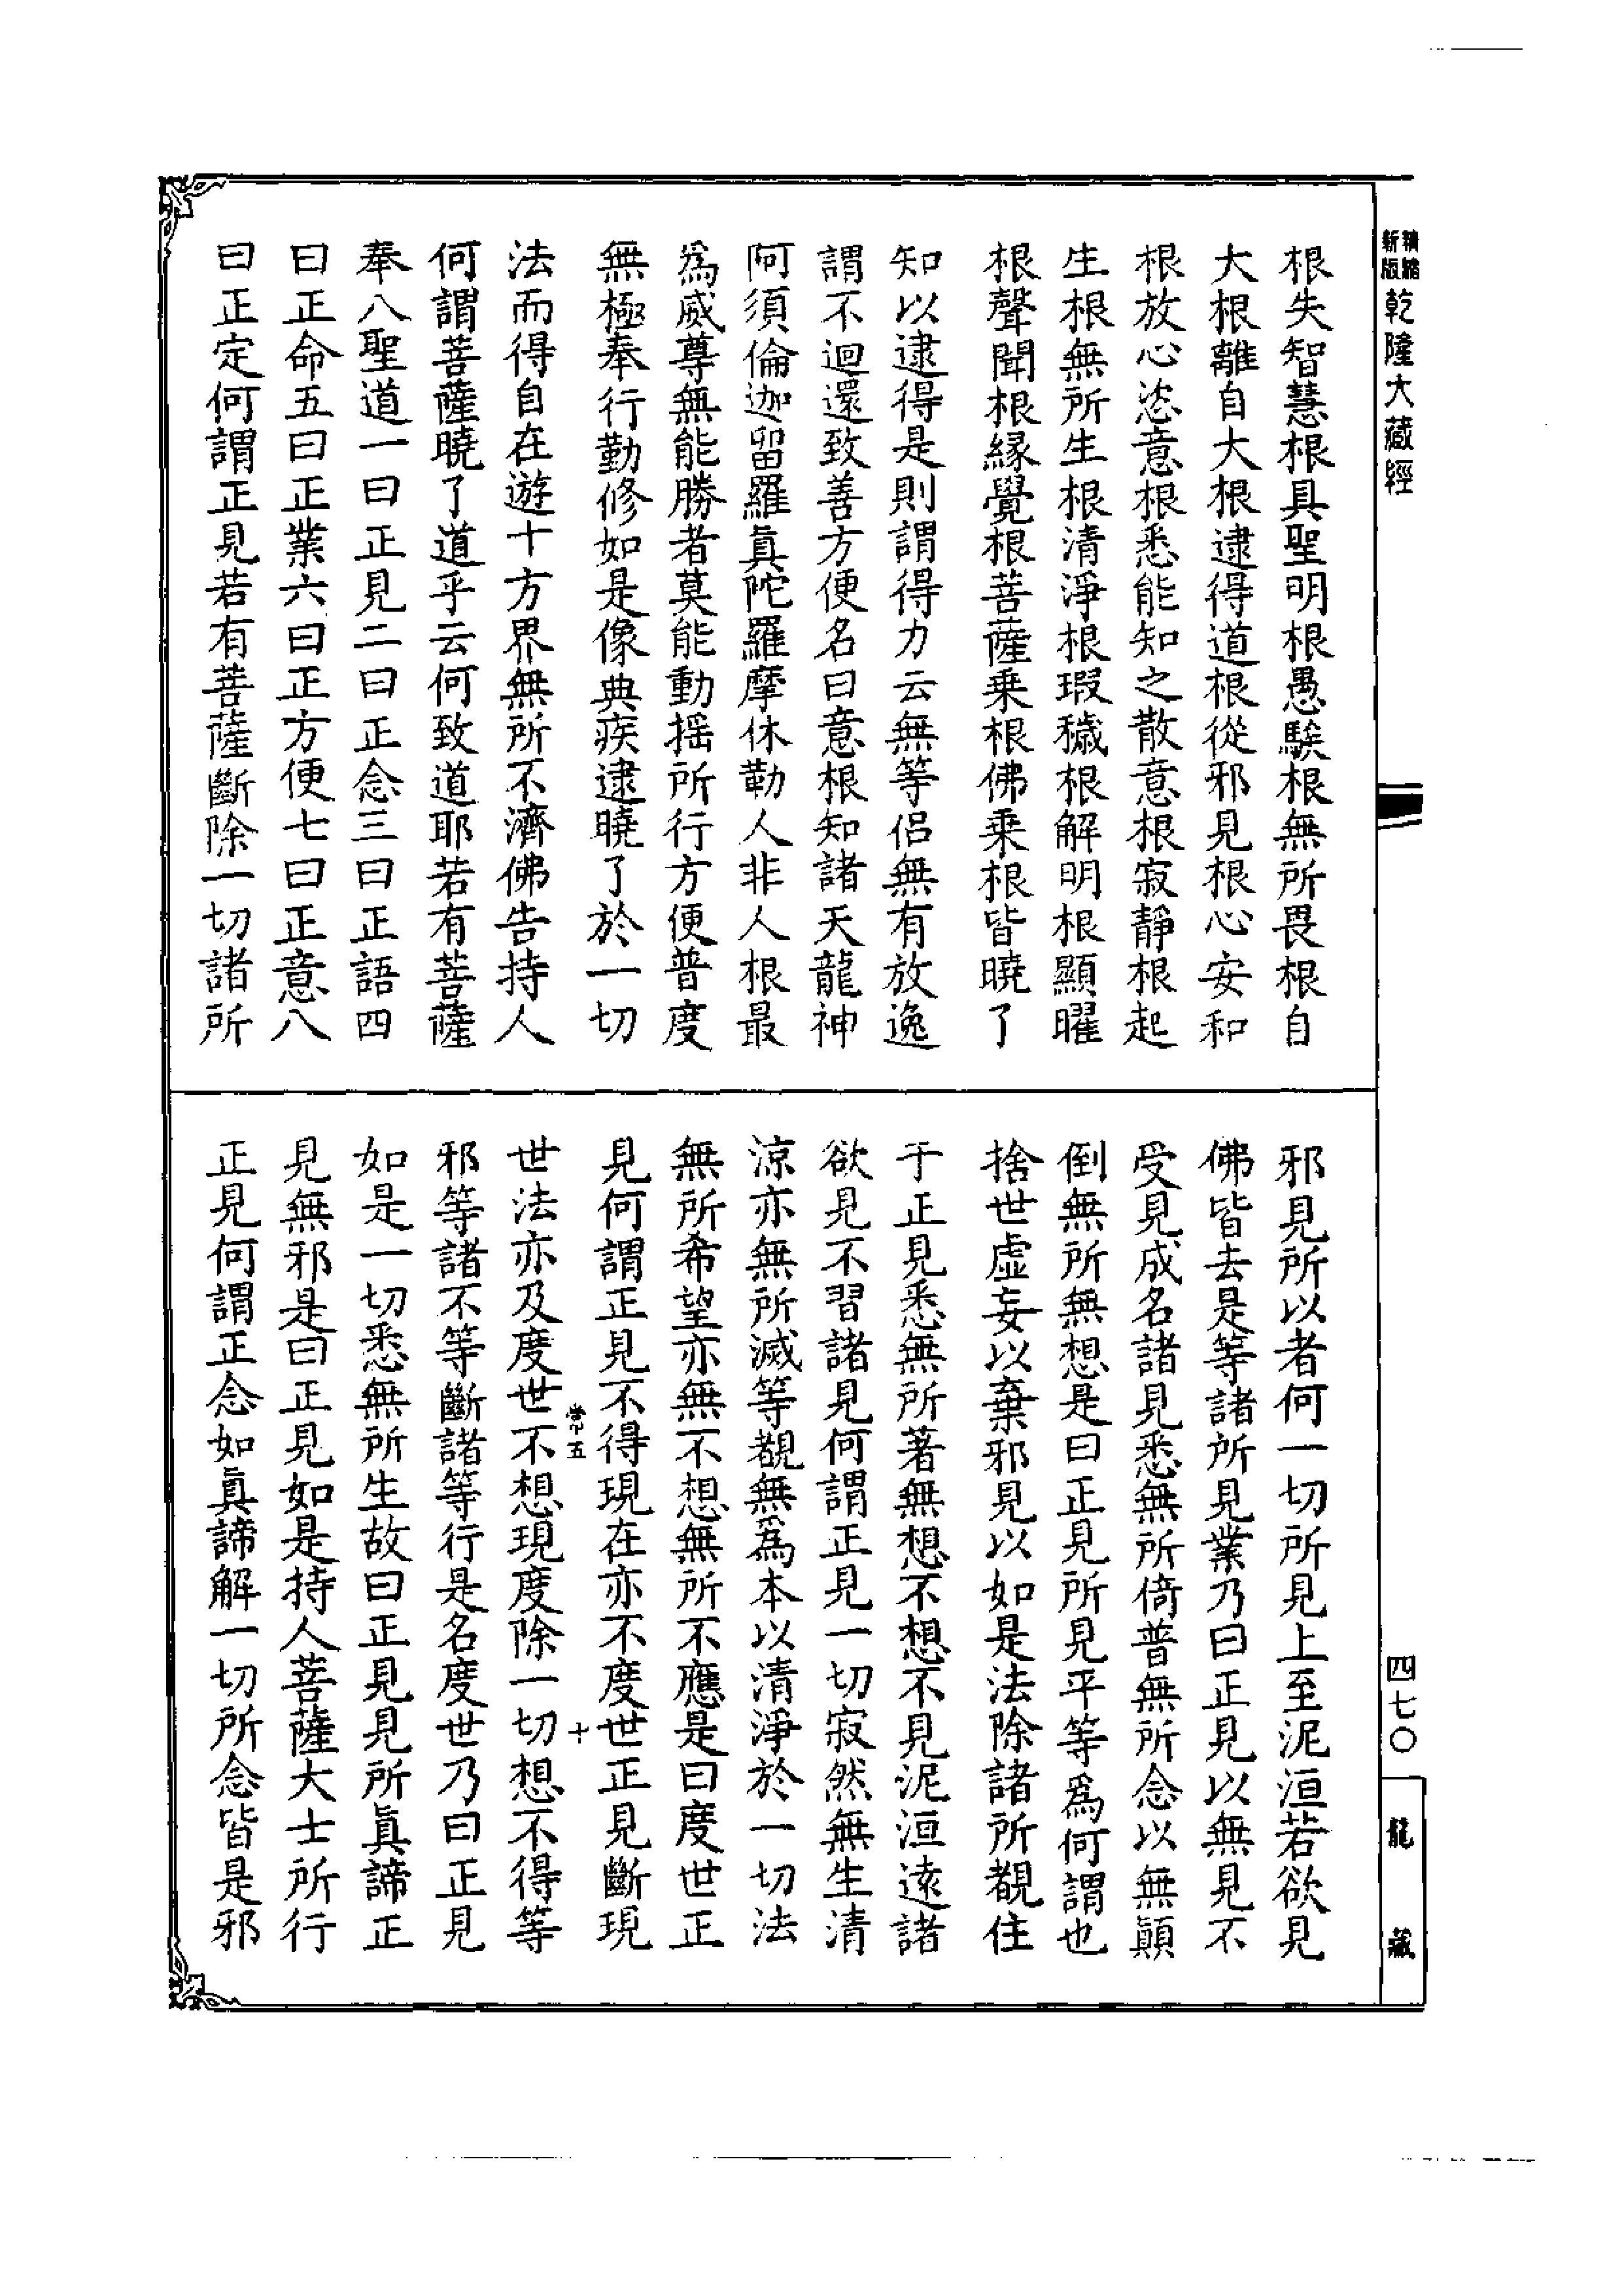 精縮
新版
乾隆大藏經
根失智慧根具聖明根愚騃根無所畏根自
大根離自大根逮得道根從邪見根心安和
根放心恣意根悉能知之散意根寂靜根起
生根無所生根清淨根瑕穢根解明根顯曜
根聲聞根緣覺根菩薩乘根佛乘根皆曉了
知以逮得是則謂得力云無等侣無有放逸
謂不迴還致善方便名曰意根知諸天龍神
阿須倫迦留羅真陀羅摩休勒人非人根最
爲威尊無能勝者莫能動搖所行方便普度
無極奉行勤修如是像典疾逮曉了於一切
法而得自在遊十方界無所不濟佛告持人
何謂菩薩曉了道乎云何致道耶若有菩薩
奉八聖道一曰正見二曰正念三曰正語四
曰正命五曰正業六曰正方便七曰正意八
曰正定何謂正見若有菩薩斷除一切諸所
邪見所以者何一切所見上至泥洹若欲見
佛皆去是等諸所見業乃曰正見以無見不
受見成名諸見悉無所倚普無所念以無顛
倒無所無想是曰正見所見平等爲何謂也
捨世虛妄以棄邪見以如是法除諸所覩住
于正見悉無所著無想不想不見泥洹遠諸
欲見不習諸見何謂正見一切寂然無生清
涼亦無所滅等覩無爲本以清淨於一切法
無所希望亦無不想無所不應是曰度世正
見何謂正見不得現在亦不度世正見斷現
常五
十
世法亦及度世不想現度除一切想不得等
邪等諸不等斷諸等行是名度世乃曰正見
如是一切悉無所生故曰正見見所真諦正
見無邪是曰正見如是持人菩薩大士所行
正見何謂正念如真諦解一切所念皆是邪
四七〇
龍藏